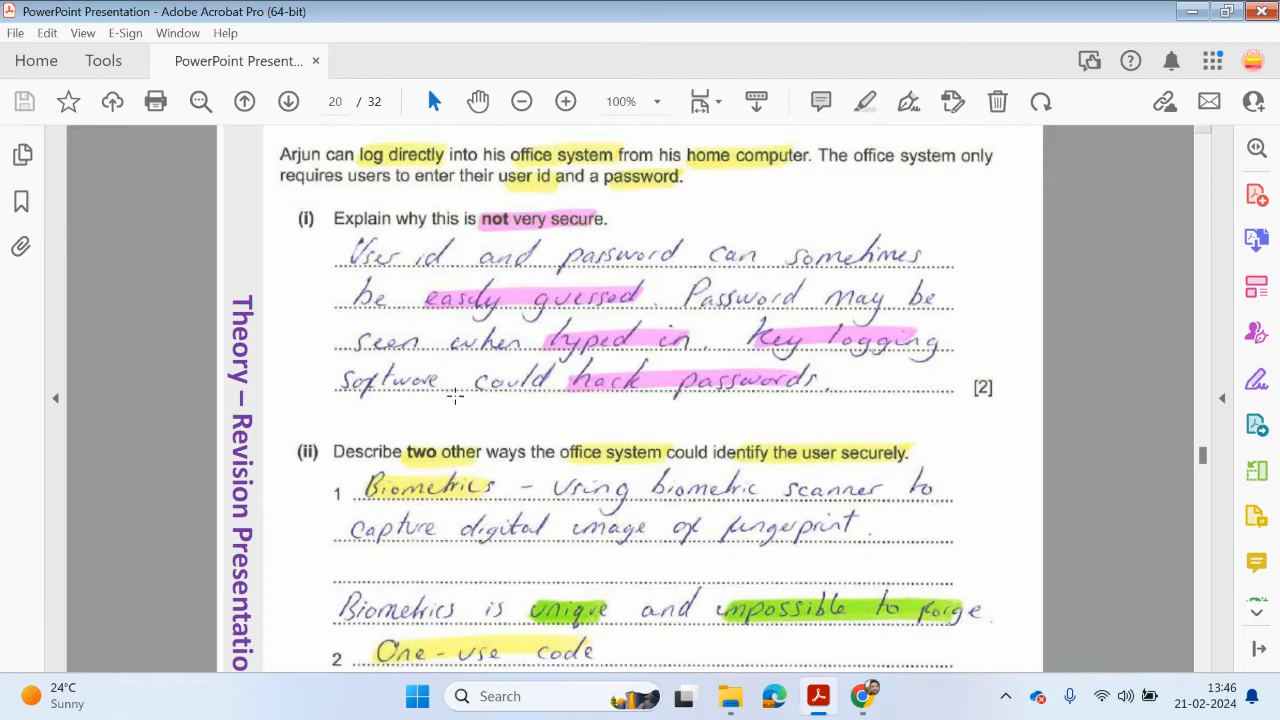 PowerPoint Presentation - Adobe Acrobat Pro (64-bit)
File Edit View E-Sign Window Help
Home Tools PowerPoint Present... ×
20 / 32 100%
Arjun can log directly into his office system from his home computer. The office system only
requires users to enter their user id and a password.
(i) Explain why this is not very secure.
User id and password can sometimes
be easily guessed. Password may be
seen when typed in. Key logging
software could hack passwords. [2]
(ii) Describe two other ways the office system could identify the user securely.
1 Biometrics - using biometric scanner to
capture digital image of fingerprint.
Biometrics is unique and impossible to forge.
2 One-use code
Theory – Revision Presentatio
24°C
Sunny
Search
13:46
21-02-2024